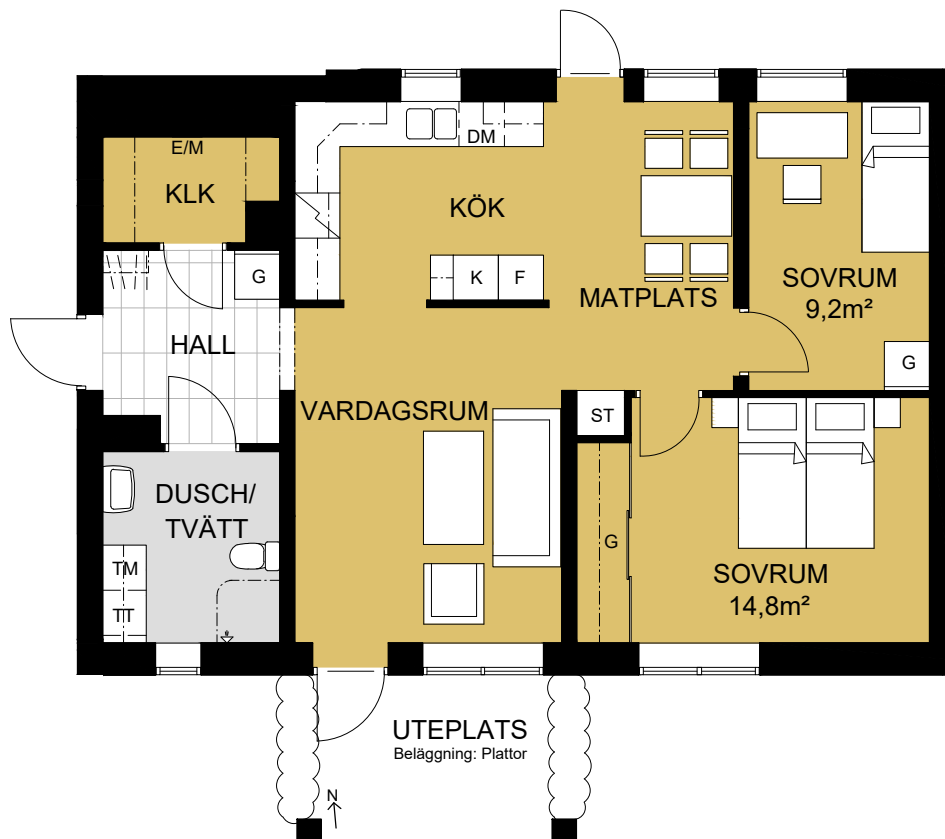 E/M
KLK
DM
KÖK
K
F
MATPLATS
SOVRUM
9,2m²
G
G
HALL
VARDAGSRUM
ST
DUSCH/
TVÄTT
TM
TT
G
SOVRUM
14,8m²
UTEPLATS
Beläggning: Plattor
N